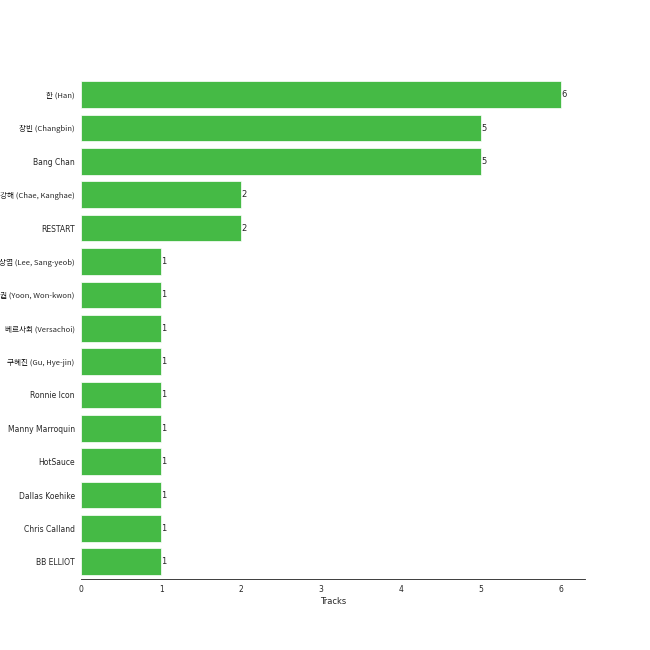 한 (Han)
6
창빈 (Changbin)
5
Bang Chan
5
강해 (Chae, Kanghae)
2
RESTART
2
상엽 (Lee, Sang-yeob)
1
(Yoon, Won-kwon)
1
베르사최 (Versachoi)
1
구혜진 (Gu, Hye-jin)
1
Ronnie Icon
1
Manny Marroquin
1
HotSauce
1
Dallas Koehike
1
Chris Calland
1
BB ELLIOT
1
0 1 2 3 4 5 6
Tracks